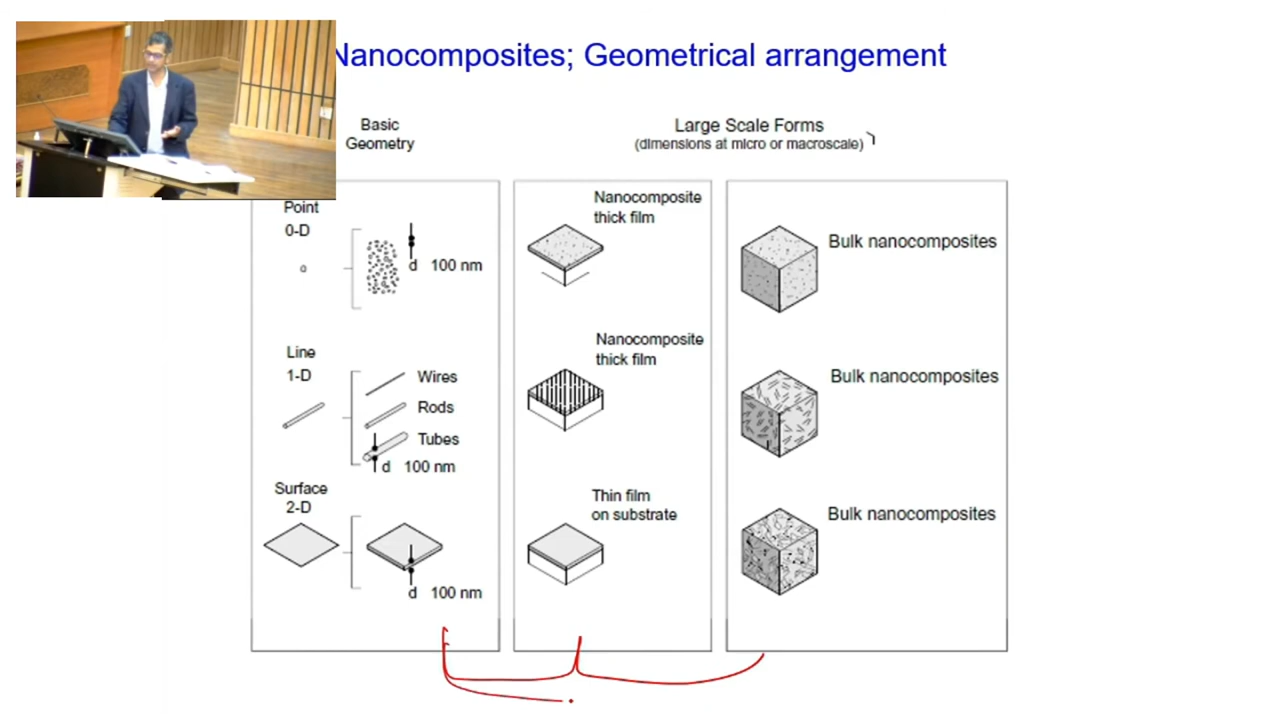 Nanocomposites; Geometrical arrangement
Basic
Geometry
Large Scale Forms
(dimensions at micro or macroscale)
Point
0-D
d 100 nm
Nanocomposite
thick film
Bulk nanocomposites
Line
1-D
Wires
Rods
Tubes
d 100 nm
Nanocomposite
thick film
Bulk nanocomposites
Surface
2-D
d 100 nm
Thin film
on substrate
Bulk nanocomposites